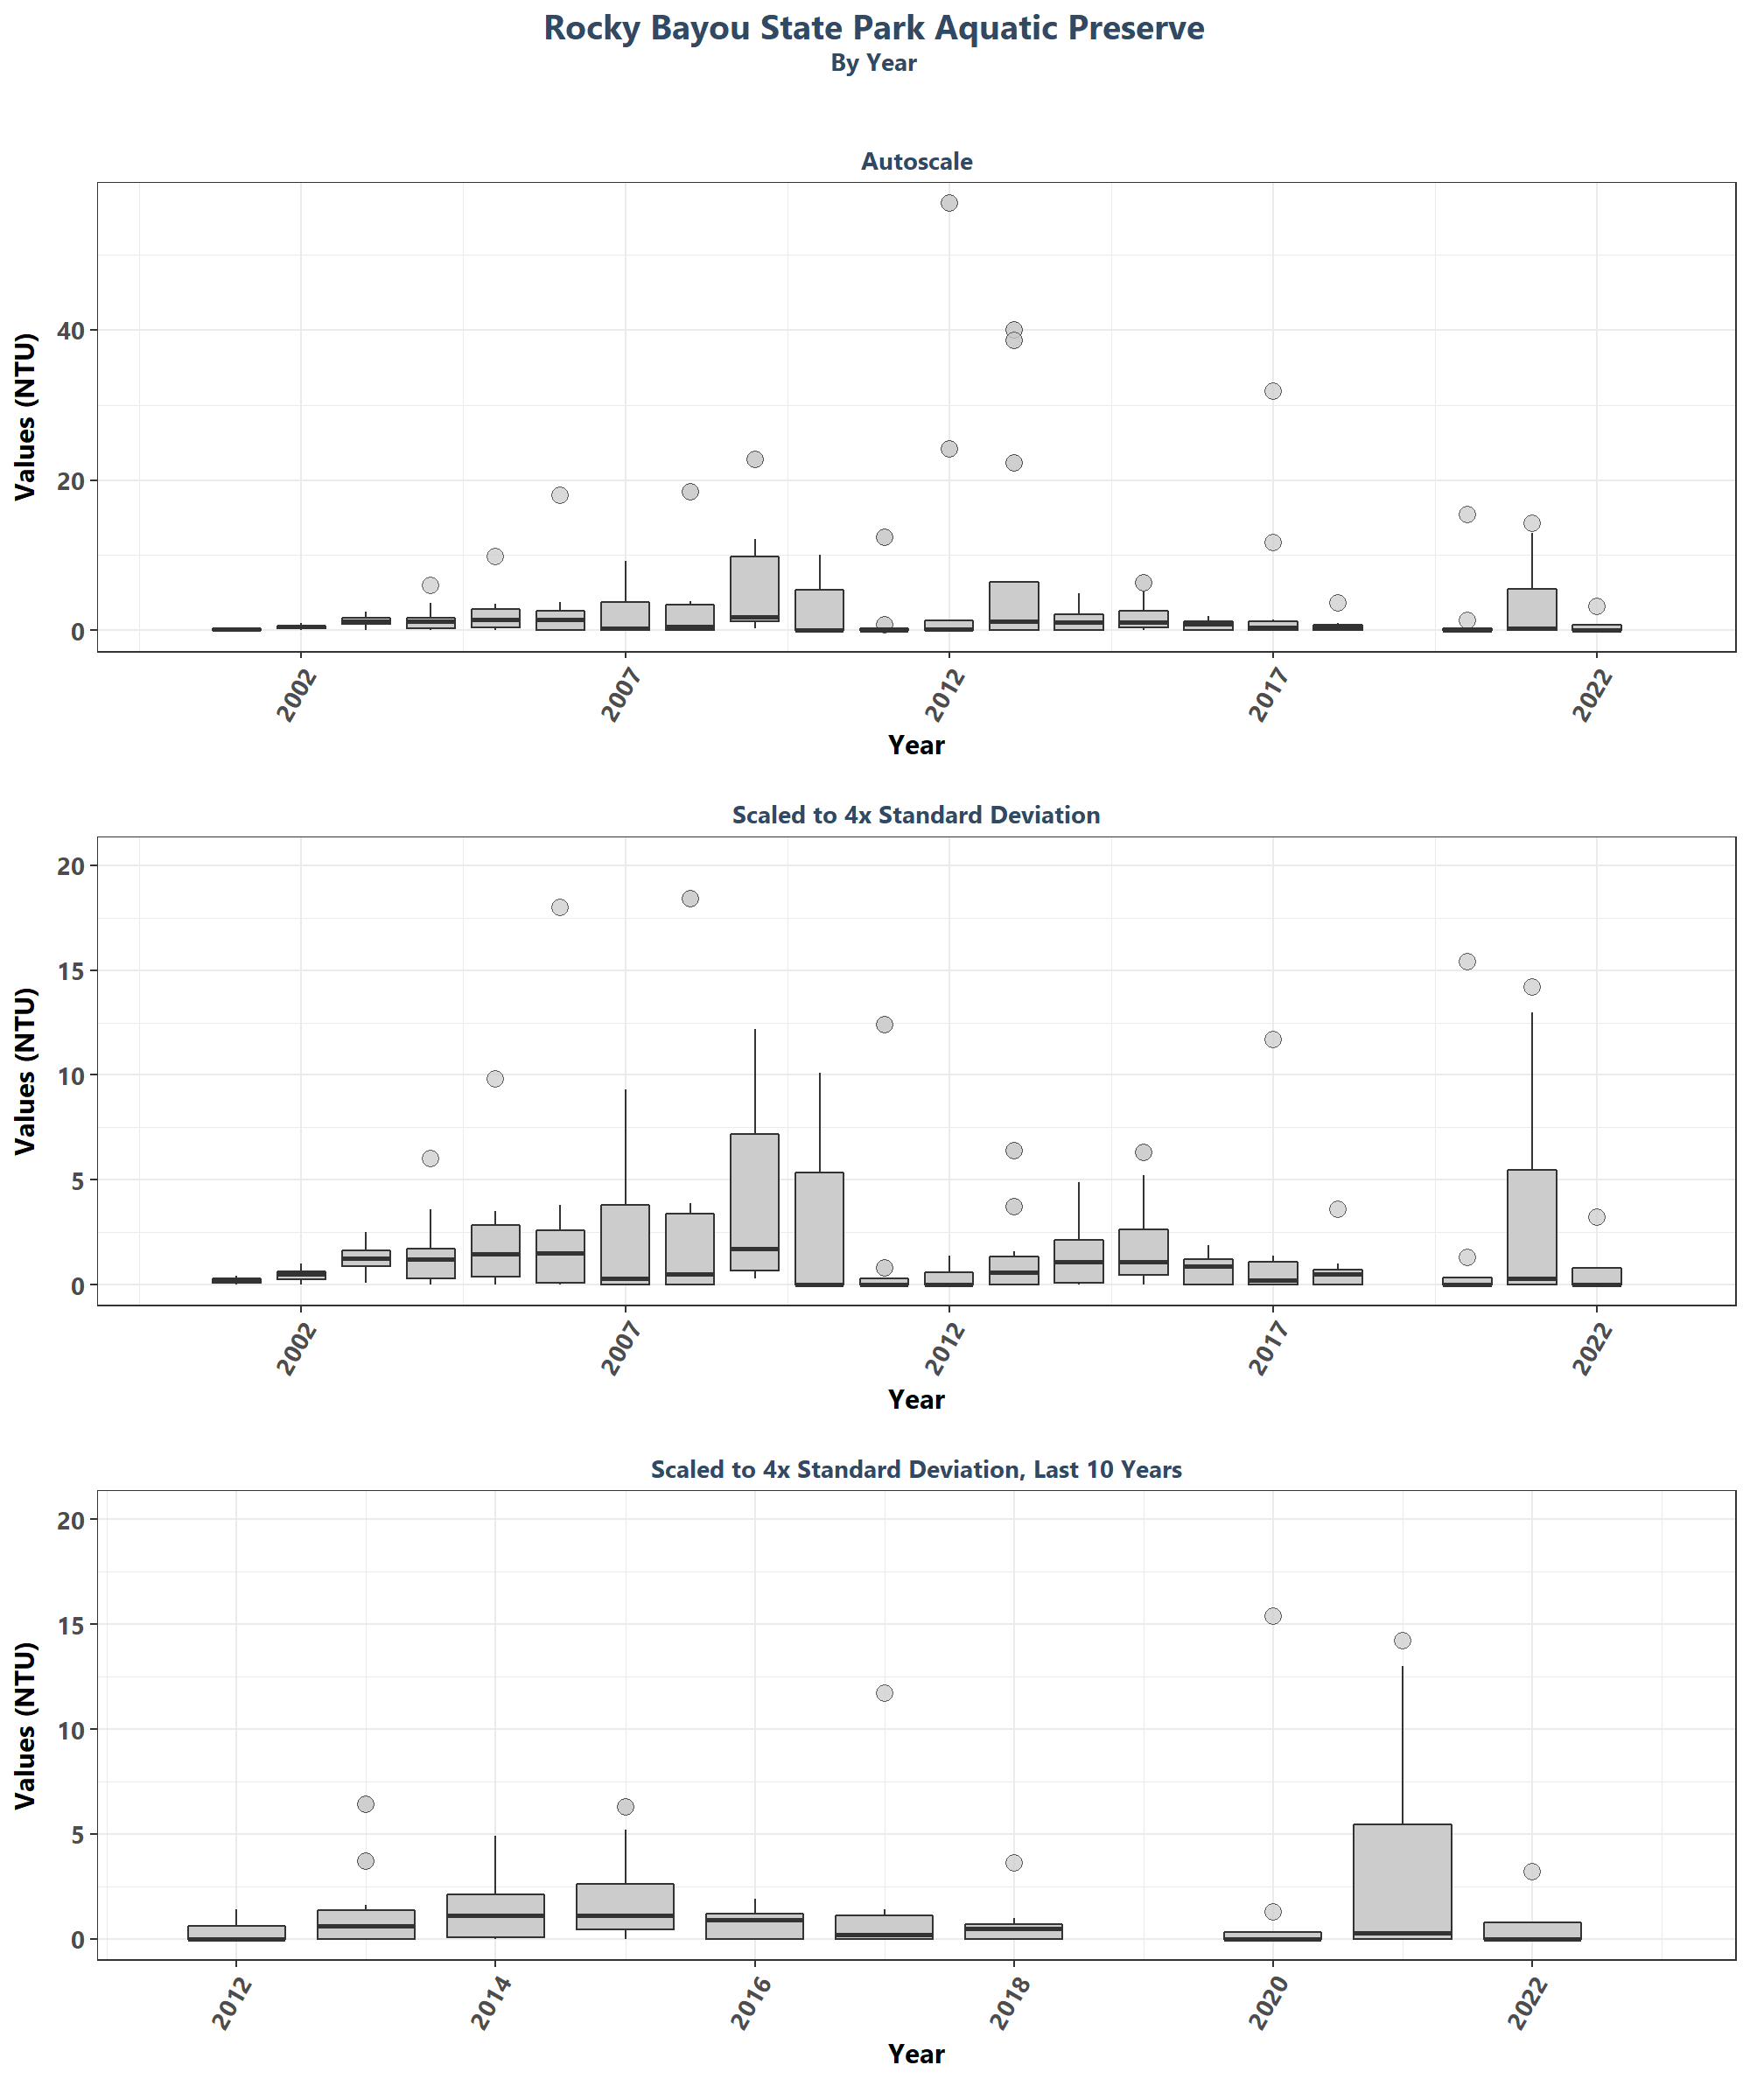 Rocky Bayou State Park Aquatic Preserve
By Year
Autoscale
Values (NTU)
40
20
0
2002 2007 2012 2017 2022
Year
Scaled to 4x Standard Deviation
Values (NTU)
20
15
10
5
0
2002 2007 2012 2017 2022
Year
Scaled to 4x Standard Deviation, Last 10 Years
Values (NTU)
20
15
10
5
0
2012 2014 2016 2018 2020 2022
Year